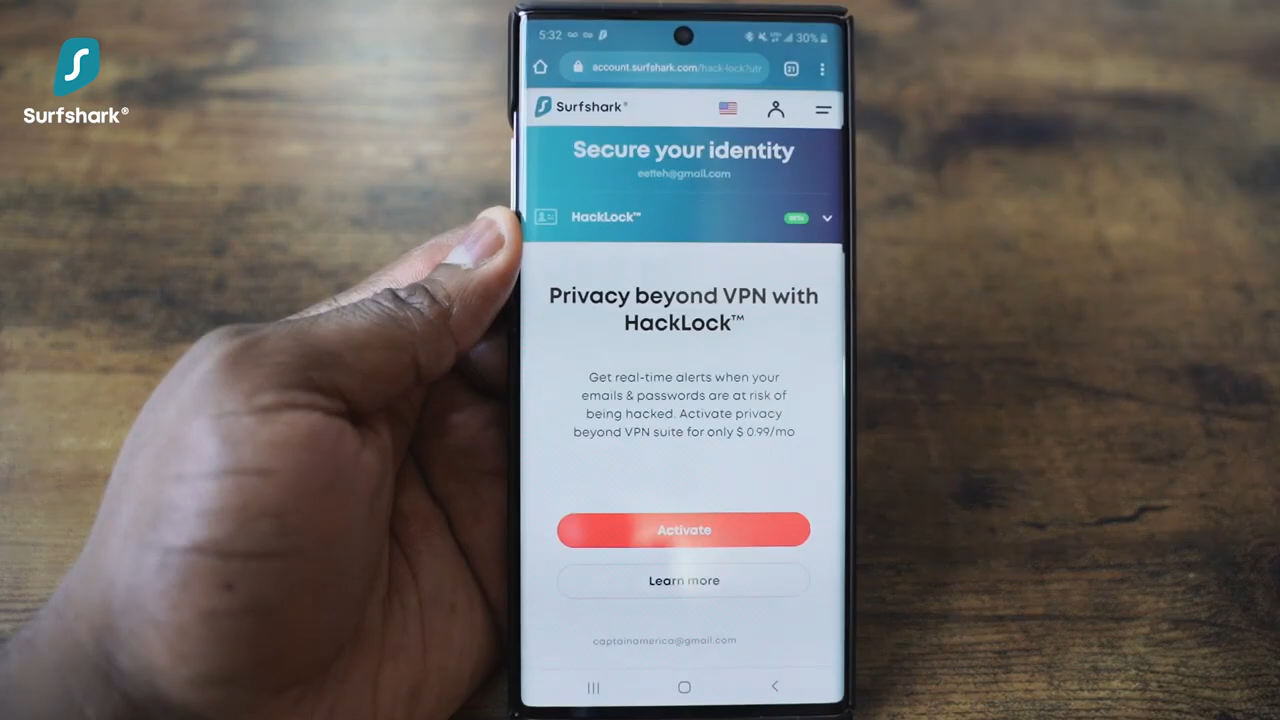 Surfshark®
5:32
30%
account.surfshark.com/hack-lock?utr
21
Surfshark®
Secure your identity
eetteh@gmail.com
HackLock™
Privacy beyond VPN with
HackLock™
Get real-time alerts when your
emails & passwords are at risk of
being hacked. Activate privacy
beyond VPN suite for only $ 0.99/mo
Activate
Learn more
captainamerica@gmail.com